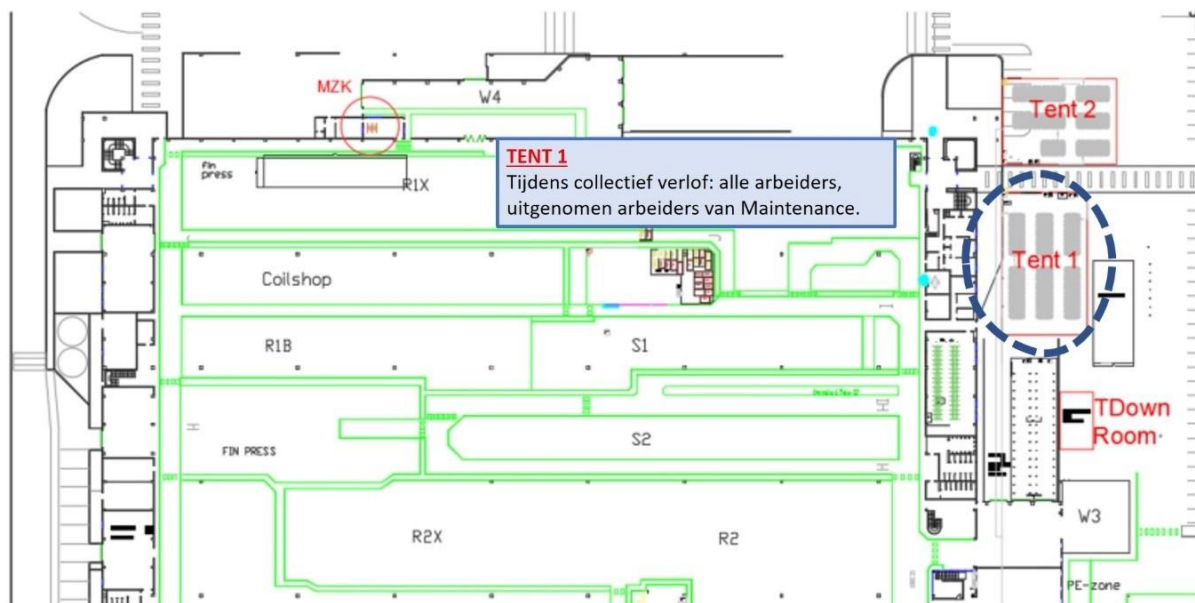 MZK
W4
Tent 2
fin
press
R1X
TENT 1
Tijdens collectief verlof: alle arbeiders,
uitgenomen arbeiders van Maintenance.
Tent 1
Coilshop
R1B
S1
TDown
Room
S2
FIN PRESS
W3
R2X
R2
PE-zone